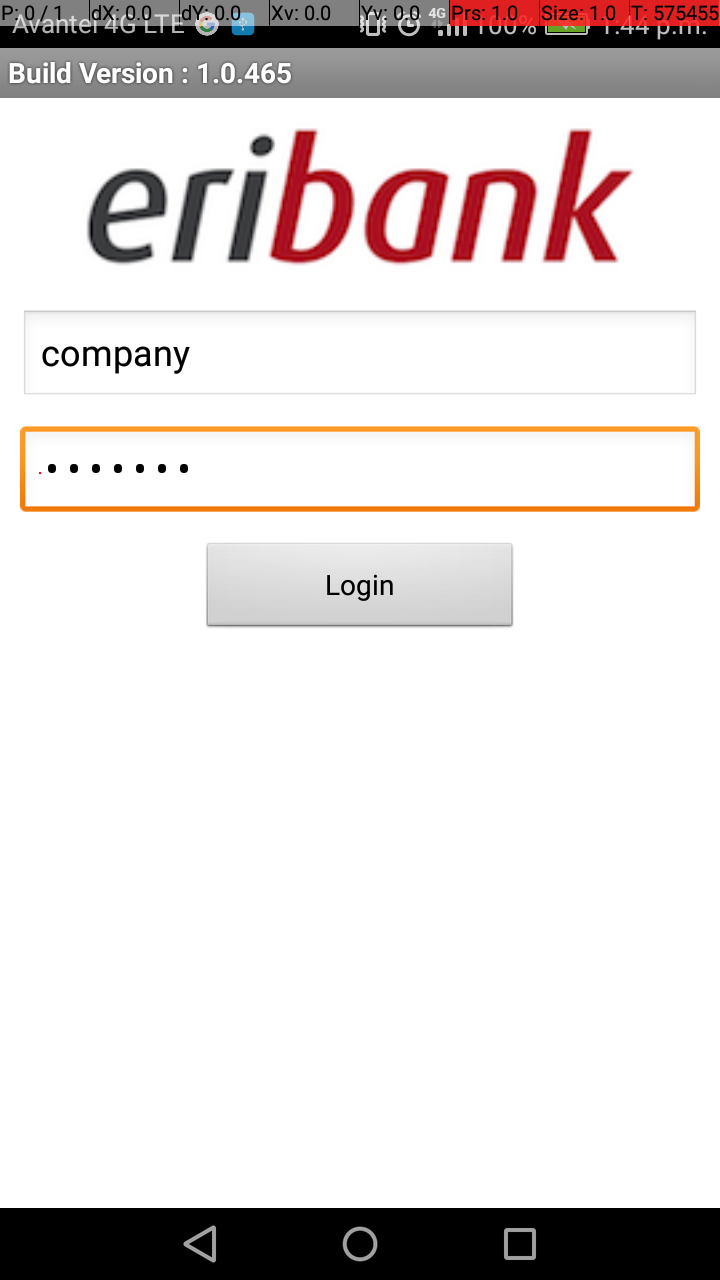 P: 0 / 1 dX: 0.0 dY: 0.0 Xv: 0.0 Yv: 0.0 Prs: 1.0 Size: 1.0 T: 575455
Avantel 4G LTE 4G 100% 1:44 p.m.
Build Version : 1.0.465
eribank
company
Login